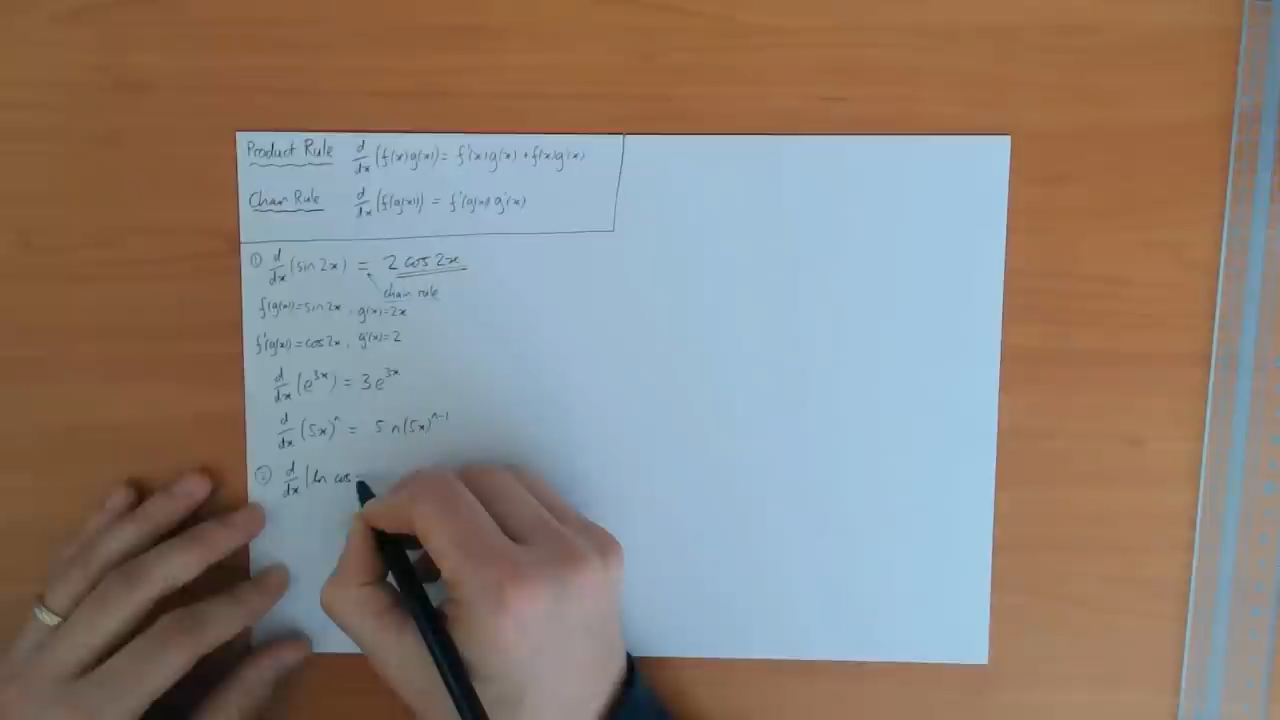 Product Rule d/dx (f(x)g(x)) = f'(x)g(x) + f(x)g'(x)
Chain Rule d/dx (f(g(x))) = f'(g(x)) g'(x)
① d/dx (sin 2x) = 2 cos 2x
chain rule
f(g(x)) = sin 2x, g(x) = 2x
f'(g(x)) = cos 2x, g'(x) = 2
d/dx (e^3x) = 3e^3x
d/dx (5x)^n = 5n(5x)^n-1
② d/dx (ln cos